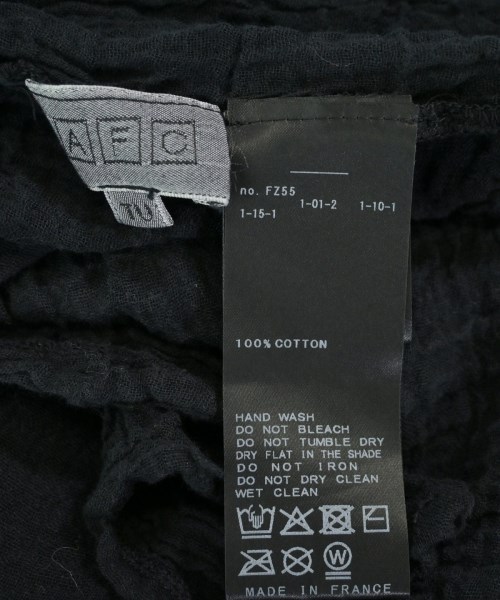 AFC
no. FZ55
1-15-1 1-01-2 1-10-1
100% COTTON
HAND WASH
DO NOT BLEACH
DO NOT TUMBLE DRY
DRY FLAT IN THE SHADE
DO NOT IRON
DO NOT DRY CLEAN
WET CLEAN
W
MADE IN FRANCE